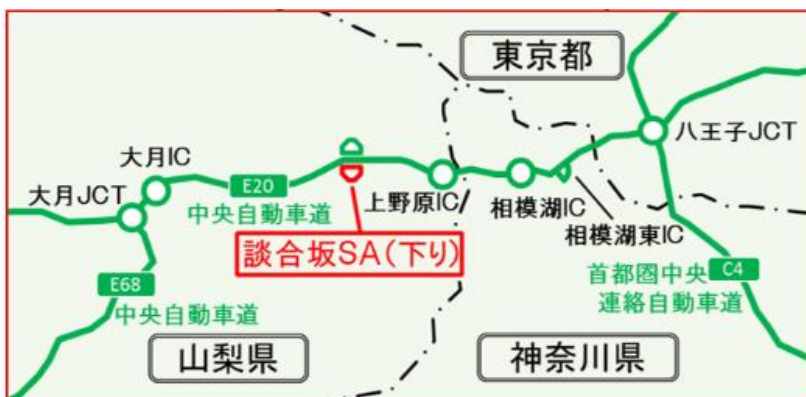 東京都
八王子JCT
大月IC
大月JCT
E20
中央自動車道
上野原IC
相模湖IC
相模湖東IC
談合坂SA(下り)
E68
中央自動車道
首都圏中央
連絡自動車道
C4
山梨県
神奈川県